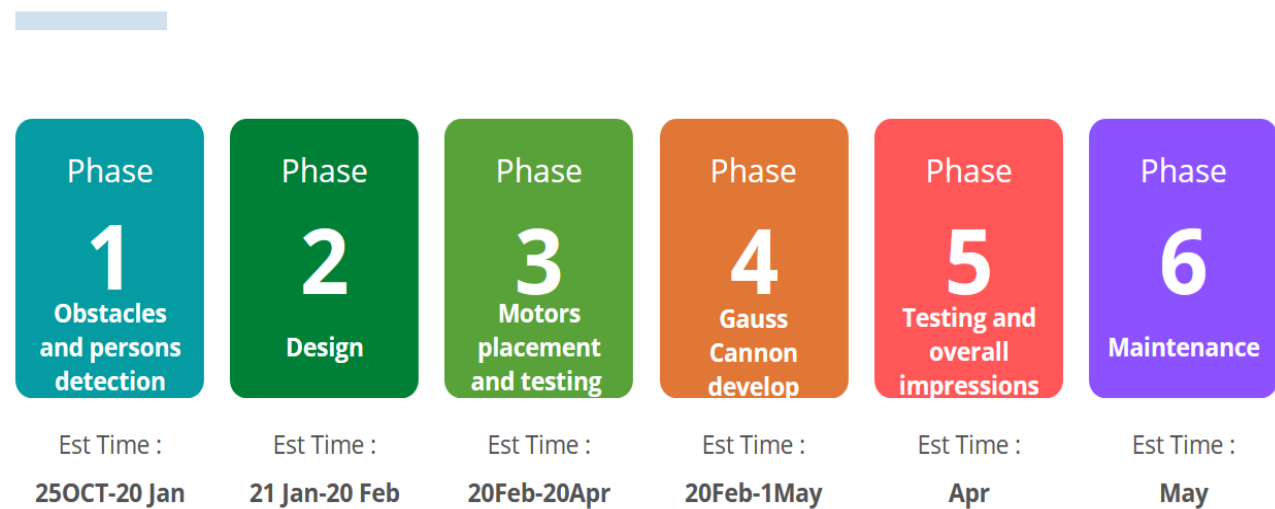 Phase
1
Obstacles
and persons
detection
Est Time :
25OCT-20 Jan
Phase
2
Design
Est Time :
21 Jan-20 Feb
Phase
3
Motors
placement
and testing
Est Time :
20Feb-20Apr
Phase
4
Gauss
Cannon
develop
Est Time :
20Feb-1May
Phase
5
Testing and
overall
impressions
Est Time :
Apr
Phase
6
Maintenance
Est Time :
May